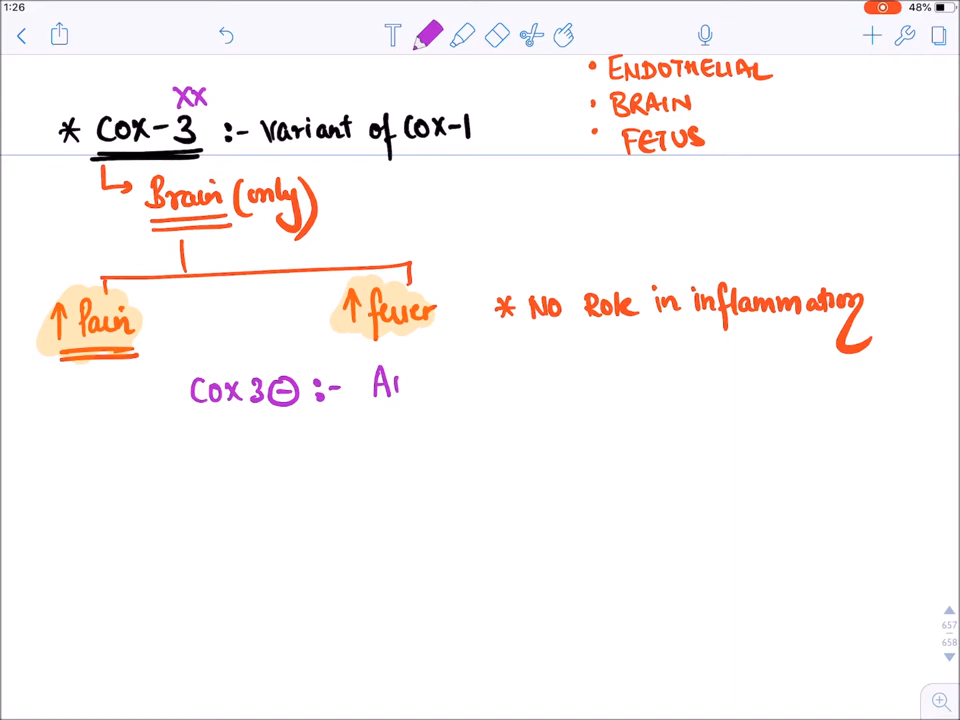 1:26
48%
T
• ENDOTHELIAL
• BRAIN
• FETUS
xx
* COX-3 :- variant of COX-1
Brain (only)
↑ Pain
↑ fever
* No Role in inflammation
COX 3 ⊖ :- A
657
658